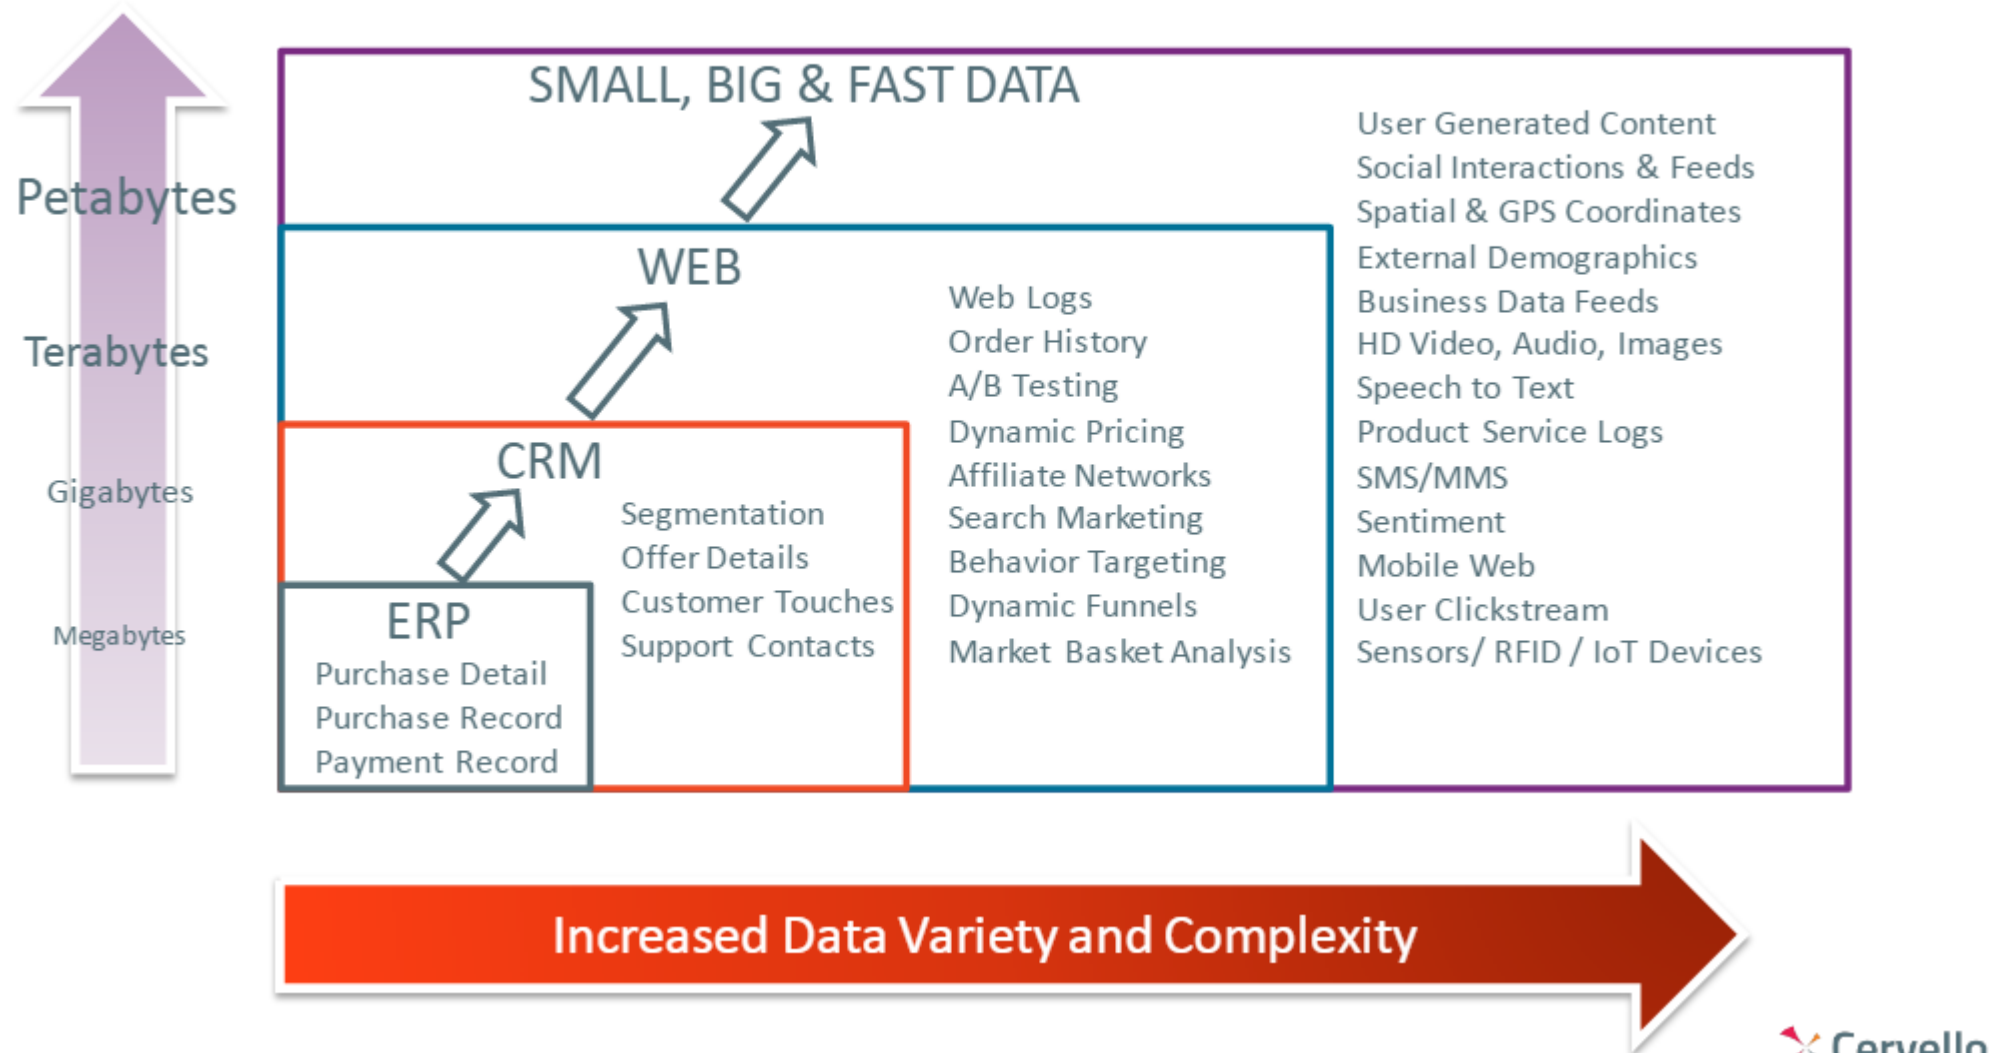 SMALL, BIG & FAST DATA
Petabytes
Terabytes
Gigabytes
Megabytes
WEB
CRM
ERP
Purchase Detail
Purchase Record
Payment Record
Segmentation
Offer Details
Customer Touches
Support Contacts
Web Logs
Order History
A/B Testing
Dynamic Pricing
Affiliate Networks
Search Marketing
Behavior Targeting
Dynamic Funnels
Market Basket Analysis
User Generated Content
Social Interactions & Feeds
Spatial & GPS Coordinates
External Demographics
Business Data Feeds
HD Video, Audio, Images
Speech to Text
Product Service Logs
SMS/MMS
Sentiment
Mobile Web
User Clickstream
Sensors/ RFID / IoT Devices
Increased Data Variety and Complexity
Cervello